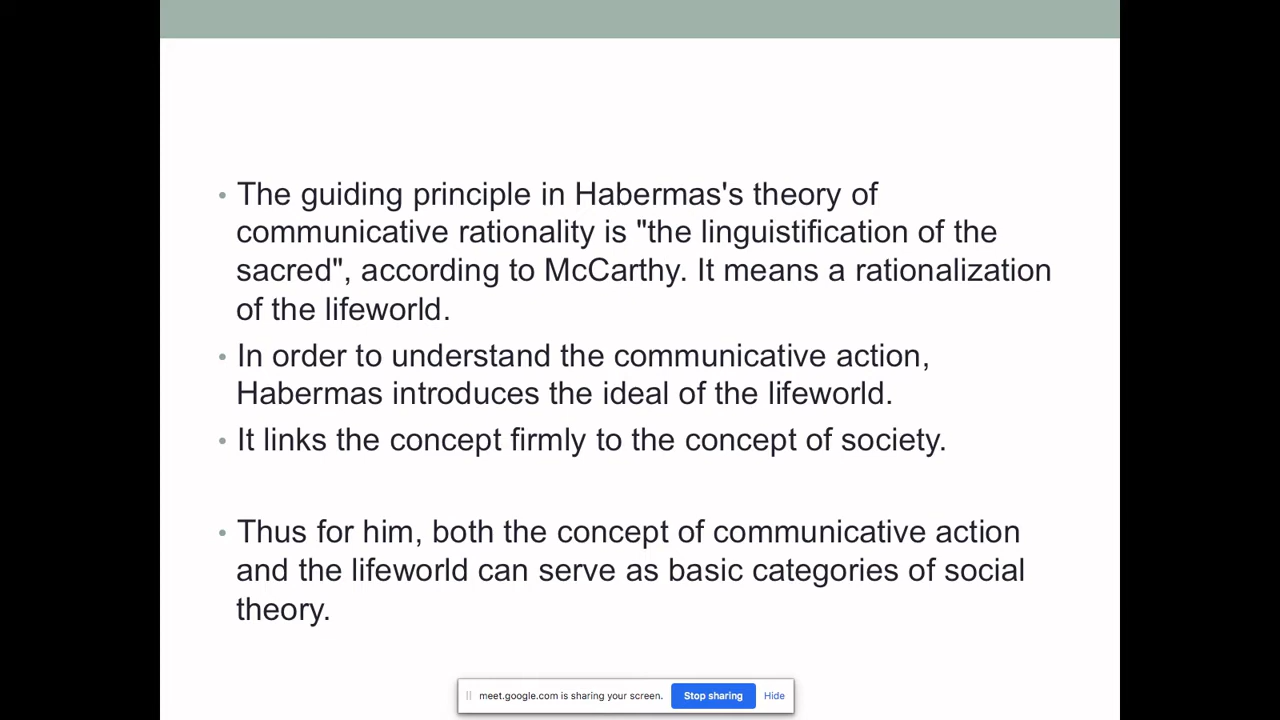 • The guiding principle in Habermas's theory of
communicative rationality is "the linguistification of the
sacred", according to McCarthy. It means a rationalization
of the lifeworld.
• In order to understand the communicative action,
Habermas introduces the ideal of the lifeworld.
• It links the concept firmly to the concept of society.
• Thus for him, both the concept of communicative action
and the lifeworld can serve as basic categories of social
theory.
meet.google.com is sharing your screen. Stop sharing Hide